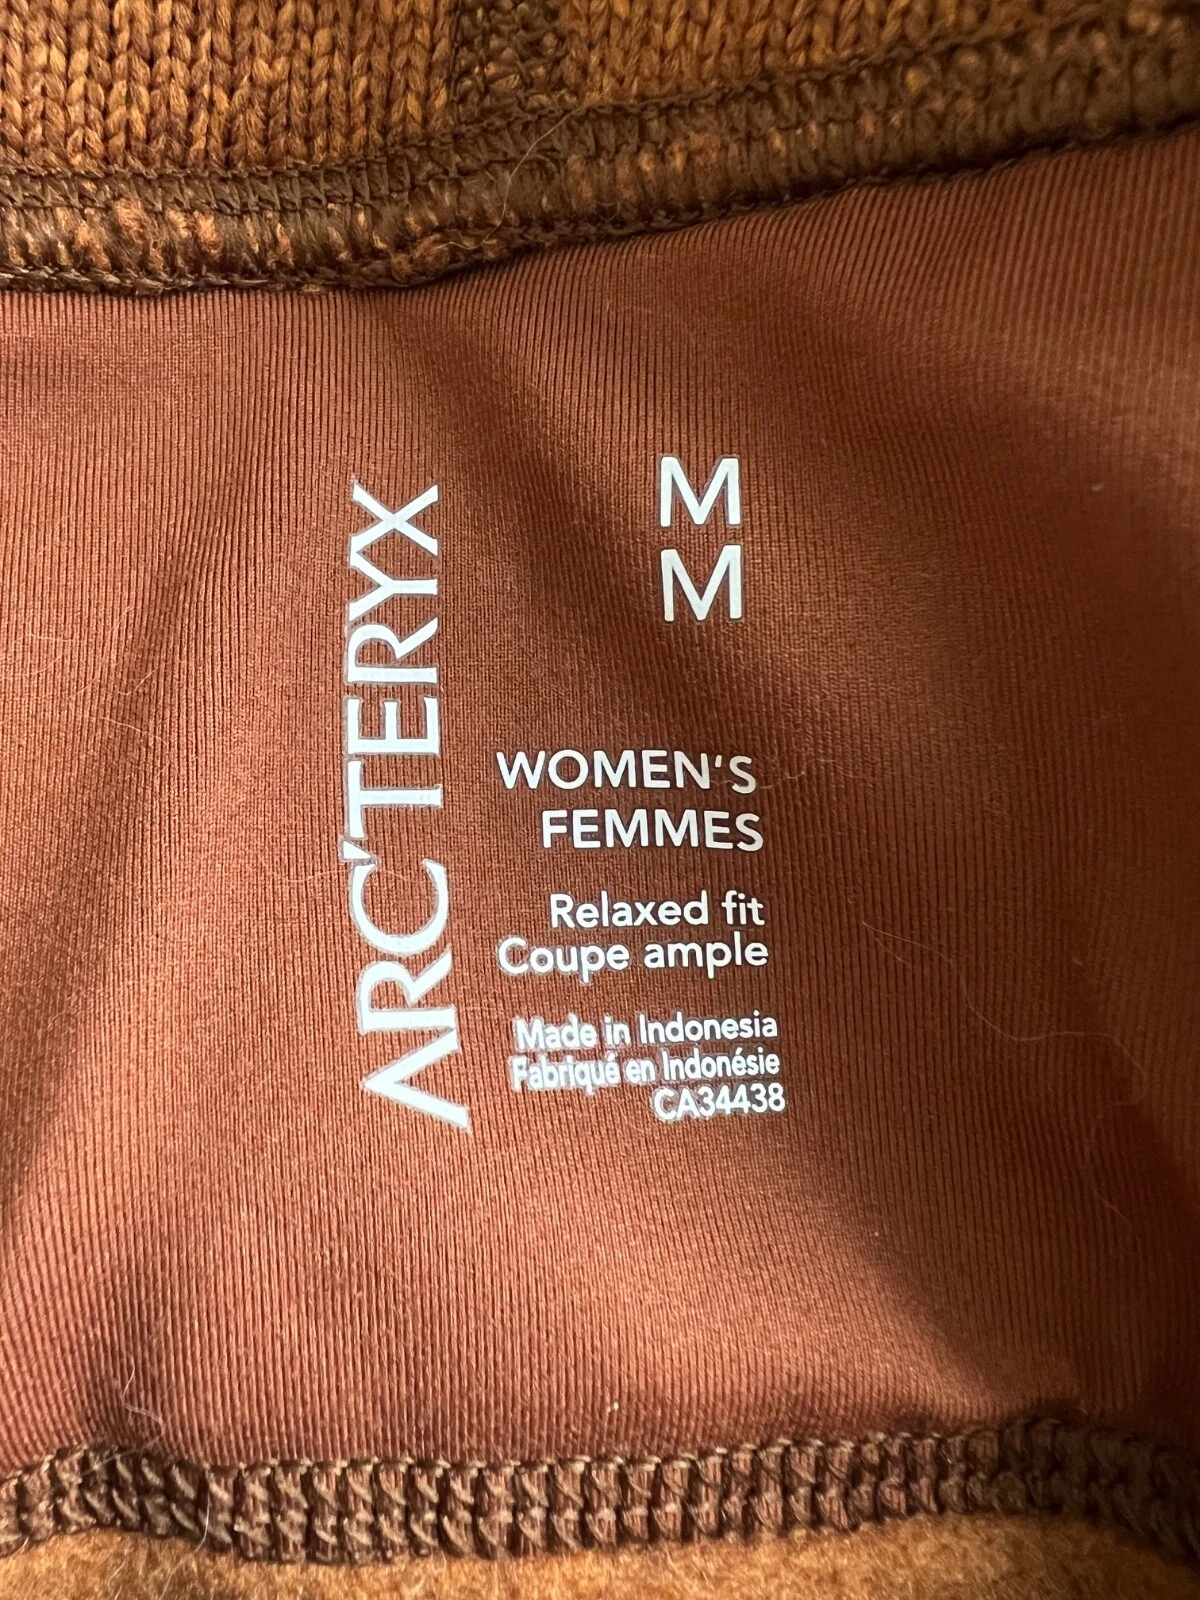 ARC'TERYX
M
M
WOMEN'S
FEMMES
Relaxed fit
Coupe ample
Made in Indonesia
Fabriqué en Indonésie
CA34438